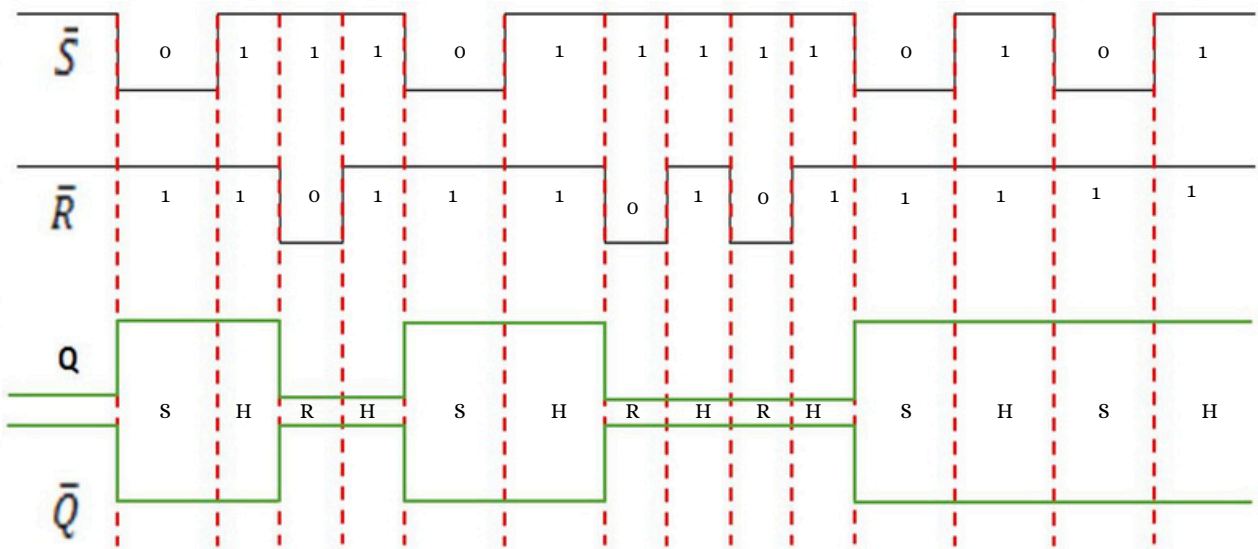 S̄ 0 1 1 1 0 1 1 1 1 1 0 1 0 1
R̄ 1 1 0 1 1 1 0 1 0 1 1 1 1 1
Q
S H R H S H R H R H S H S H
Q̄